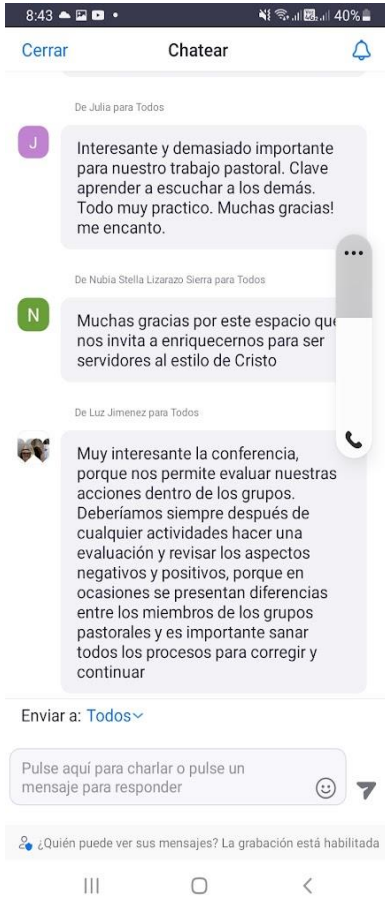 8:43
40%
Cerrar
Chatear
De Julia para Todos
J
Interesante y demasiado importante
para nuestro trabajo pastoral. Clave
aprender a escuchar a los demás.
Todo muy practico. Muchas gracias!
me encanto.
De Nubia Stella Lizarazo Sierra para Todos
N
Muchas gracias por este espacio que
nos invita a enriquecernos para ser
servidores al estilo de Cristo
De Luz Jimenez para Todos
Muy interesante la conferencia,
porque nos permite evaluar nuestras
acciones dentro de los grupos.
Deberíamos siempre después de
cualquier actividades hacer una
evaluación y revisar los aspectos
negativos y positivos, porque en
ocasiones se presentan diferencias
entre los miembros de los grupos
pastorales y es importante sanar
todos los procesos para corregir y
continuar
Enviar a: Todos
Pulse aquí para charlar o pulse un
mensaje para responder
¿Quién puede ver sus mensajes? La grabación está habilitada